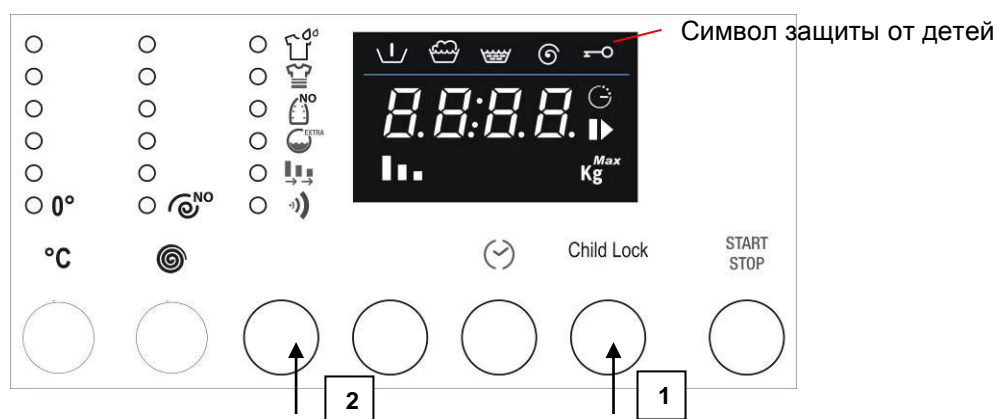 Символ защиты от детей
NO
EXTRA
8.8:8.8.
Max
Kg
0°
NO
°C
Child Lock
START
STOP
2
1